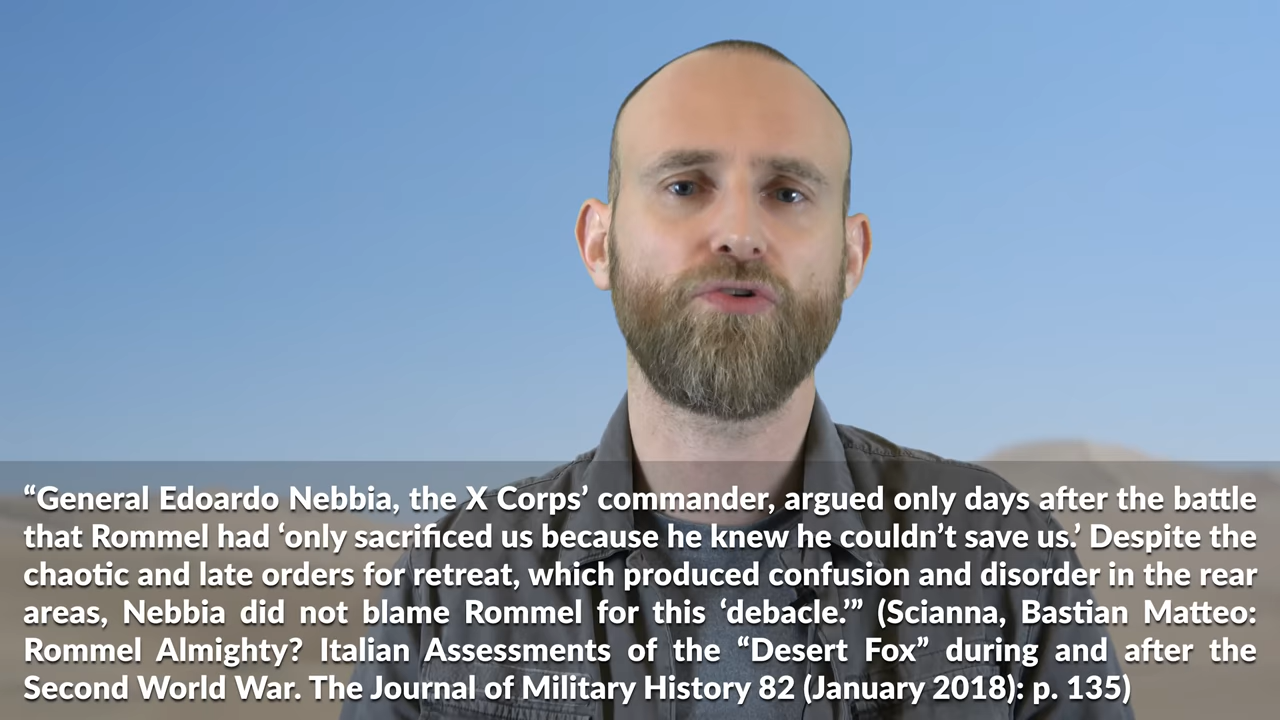 “General Edoardo Nebbia, the X Corps’ commander, argued only days after the battle
that Rommel had ‘only sacrificed us because he knew he couldn’t save us.’ Despite the
chaotic and late orders for retreat, which produced confusion and disorder in the rear
areas, Nebbia did not blame Rommel for this ‘debacle.’” (Scianna, Bastian Matteo:
Rommel Almighty? Italian Assessments of the “Desert Fox” during and after the
Second World War. The Journal of Military History 82 (January 2018): p. 135)